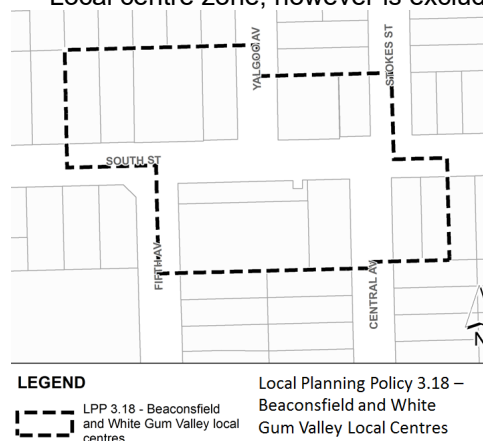 Local centre zone, however is exclud
YALGOO AV
STOKES ST
SOUTH ST
FIFTH AV
CENTRAL AV
N
LEGEND
LPP 3.18 - Beaconsfield
and White Gum Valley local
centres
Local Planning Policy 3.18 –
Beaconsfield and White
Gum Valley Local Centres